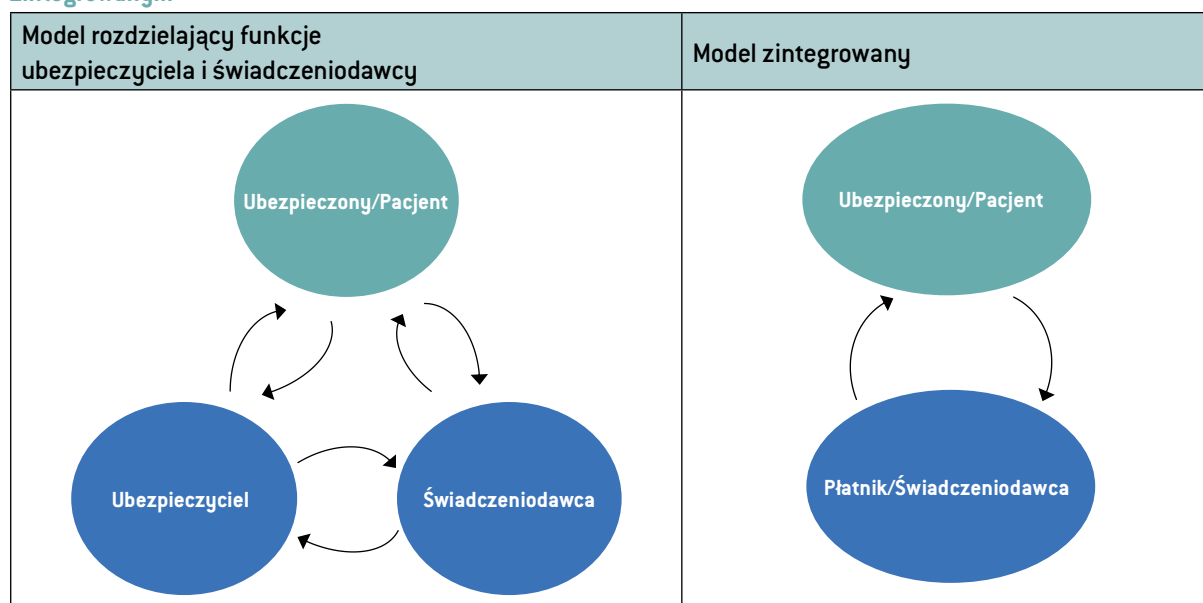 Model rozdzielający funkcje
ubezpieczyciela i świadczeniodawcy
Model zintegrowany
Ubezpieczony/Pacjent
Ubezpieczony/Pacjent
Ubezpieczyciel
Świadczeniodawca
Płatnik/Świadczeniodawca